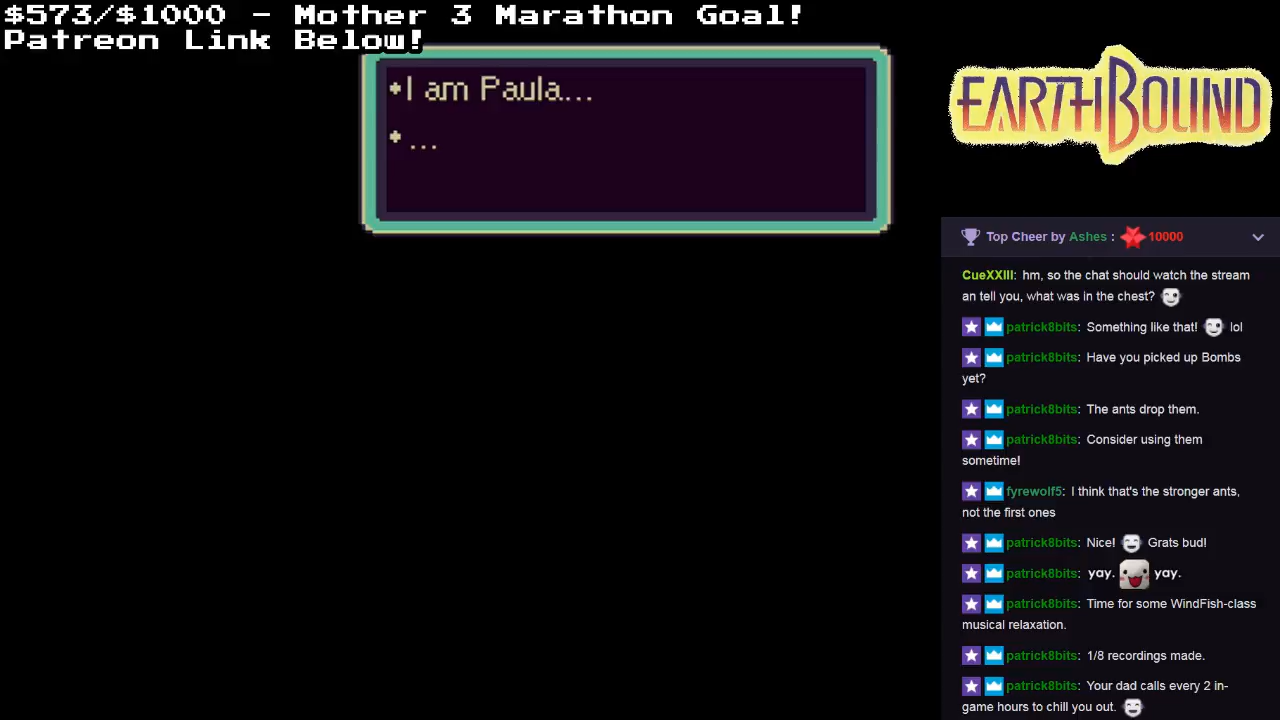 $573/$1000 - Mother 3 Marathon Goal!
Patreon Link Below!
•I am Paula...
•...
EARTHBOUND
Top Cheer by Ashes : 10000
CueXXIII: hm, so the chat should watch the stream
an tell you, what was in the chest?
patrick8bits: Something like that! lol
patrick8bits: Have you picked up Bombs
yet?
patrick8bits: The ants drop them.
patrick8bits: Consider using them
sometime!
fyrewolf5: I think that's the stronger ants,
not the first ones
patrick8bits: Nice! Grats bud!
patrick8bits: yay. yay.
patrick8bits: Time for some WindFish-class
musical relaxation.
patrick8bits: 1/8 recordings made.
patrick8bits: Your dad calls every 2 in-
game hours to chill you out.